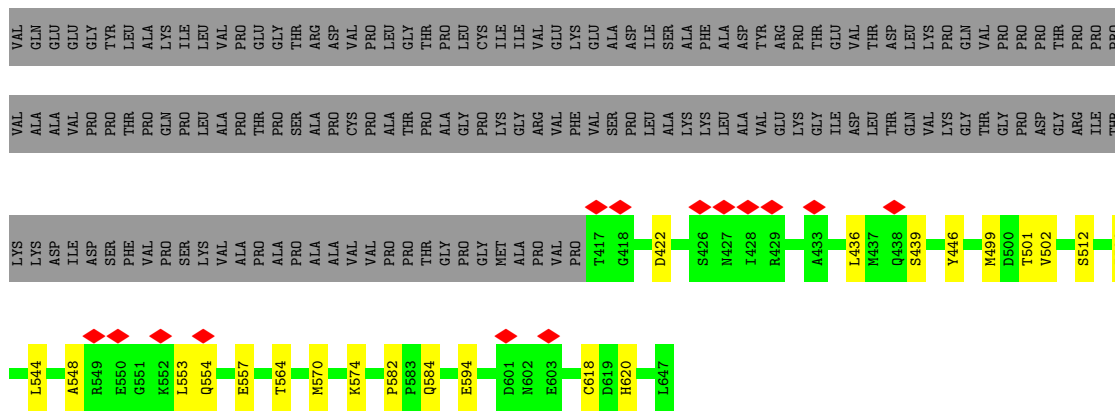 VAL GLN GLU GLU GLY TYR LEU ALA LYS ILE LEU VAL PRO GLU GLY THR ARG ASP VAL PRO LEU GLY THR PRO LEU CYS ILE ILE VAL GLU LYS GLU ALA ASP ILE SER ALA PHE ALA ASP TYR ARG PRO THR GLU VAL THR ASP LEU LYS PRO GLN VAL PRO PRO PRO THR PRO PRO PRO
VAL ALA ALA VAL PRO PRO THR PRO GLN PRO LEU ALA PRO THR PRO SER ALA PRO CYS PRO ALA THR PRO ALA GLY PRO LYS GLY ARG VAL PHE VAL SER PRO LEU ALA LYS LYS LEU ALA VAL GLU LYS GLY ILE ASP LEU THR GLN VAL LYS GLY THR GLY PRO ASP GLY ARG ILE THR
LYS LYS ASP ILE ASP SER PHE VAL PRO SER LYS VAL ALA PRO ALA PRO ALA ALA VAL VAL PRO PRO THR GLY PRO GLY MET ALA PRO VAL PRO T417 G418 D422 S426 N427 I428 R429 A433 L436 M437 Q438 S439 Y446 M499 D500 T501 V502 S512
L544 A548 R549 E550 G551 K552 L553 Q554 E557 T564 M570 K574 P582 P583 Q584 E594 D601 N602 E603 C618 D619 H620 L647